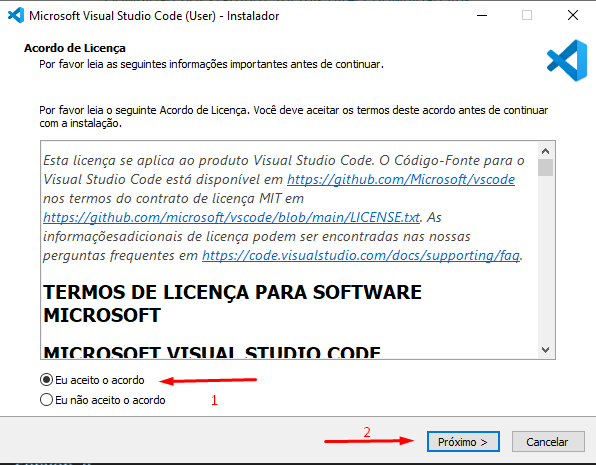 Microsoft Visual Studio Code (User) - Instalador
Acordo de Licença
Por favor leia as seguintes informações importantes antes de continuar.
Por favor leia o seguinte Acordo de Licença. Você deve aceitar os termos deste acordo antes de continuar
com a instalação.
Esta licença se aplica ao produto Visual Studio Code. O Código-Fonte para o
Visual Studio Code está disponível em https://github.com/Microsoft/vscode
nos termos do contrato de licença MIT em
https://github.com/microsoft/vscode/blob/main/LICENSE.txt. As
informaçõesadicionais de licença podem ser encontradas nas nossas
perguntas frequentes em https://code.visualstudio.com/docs/supporting/faq.
TERMOS DE LICENÇA PARA SOFTWARE
MICROSOFT
MICROSOFT VISUAL STUDIO CODE
Eu aceito o acordo
Eu não aceito o acordo 1
2
Próximo > Cancelar